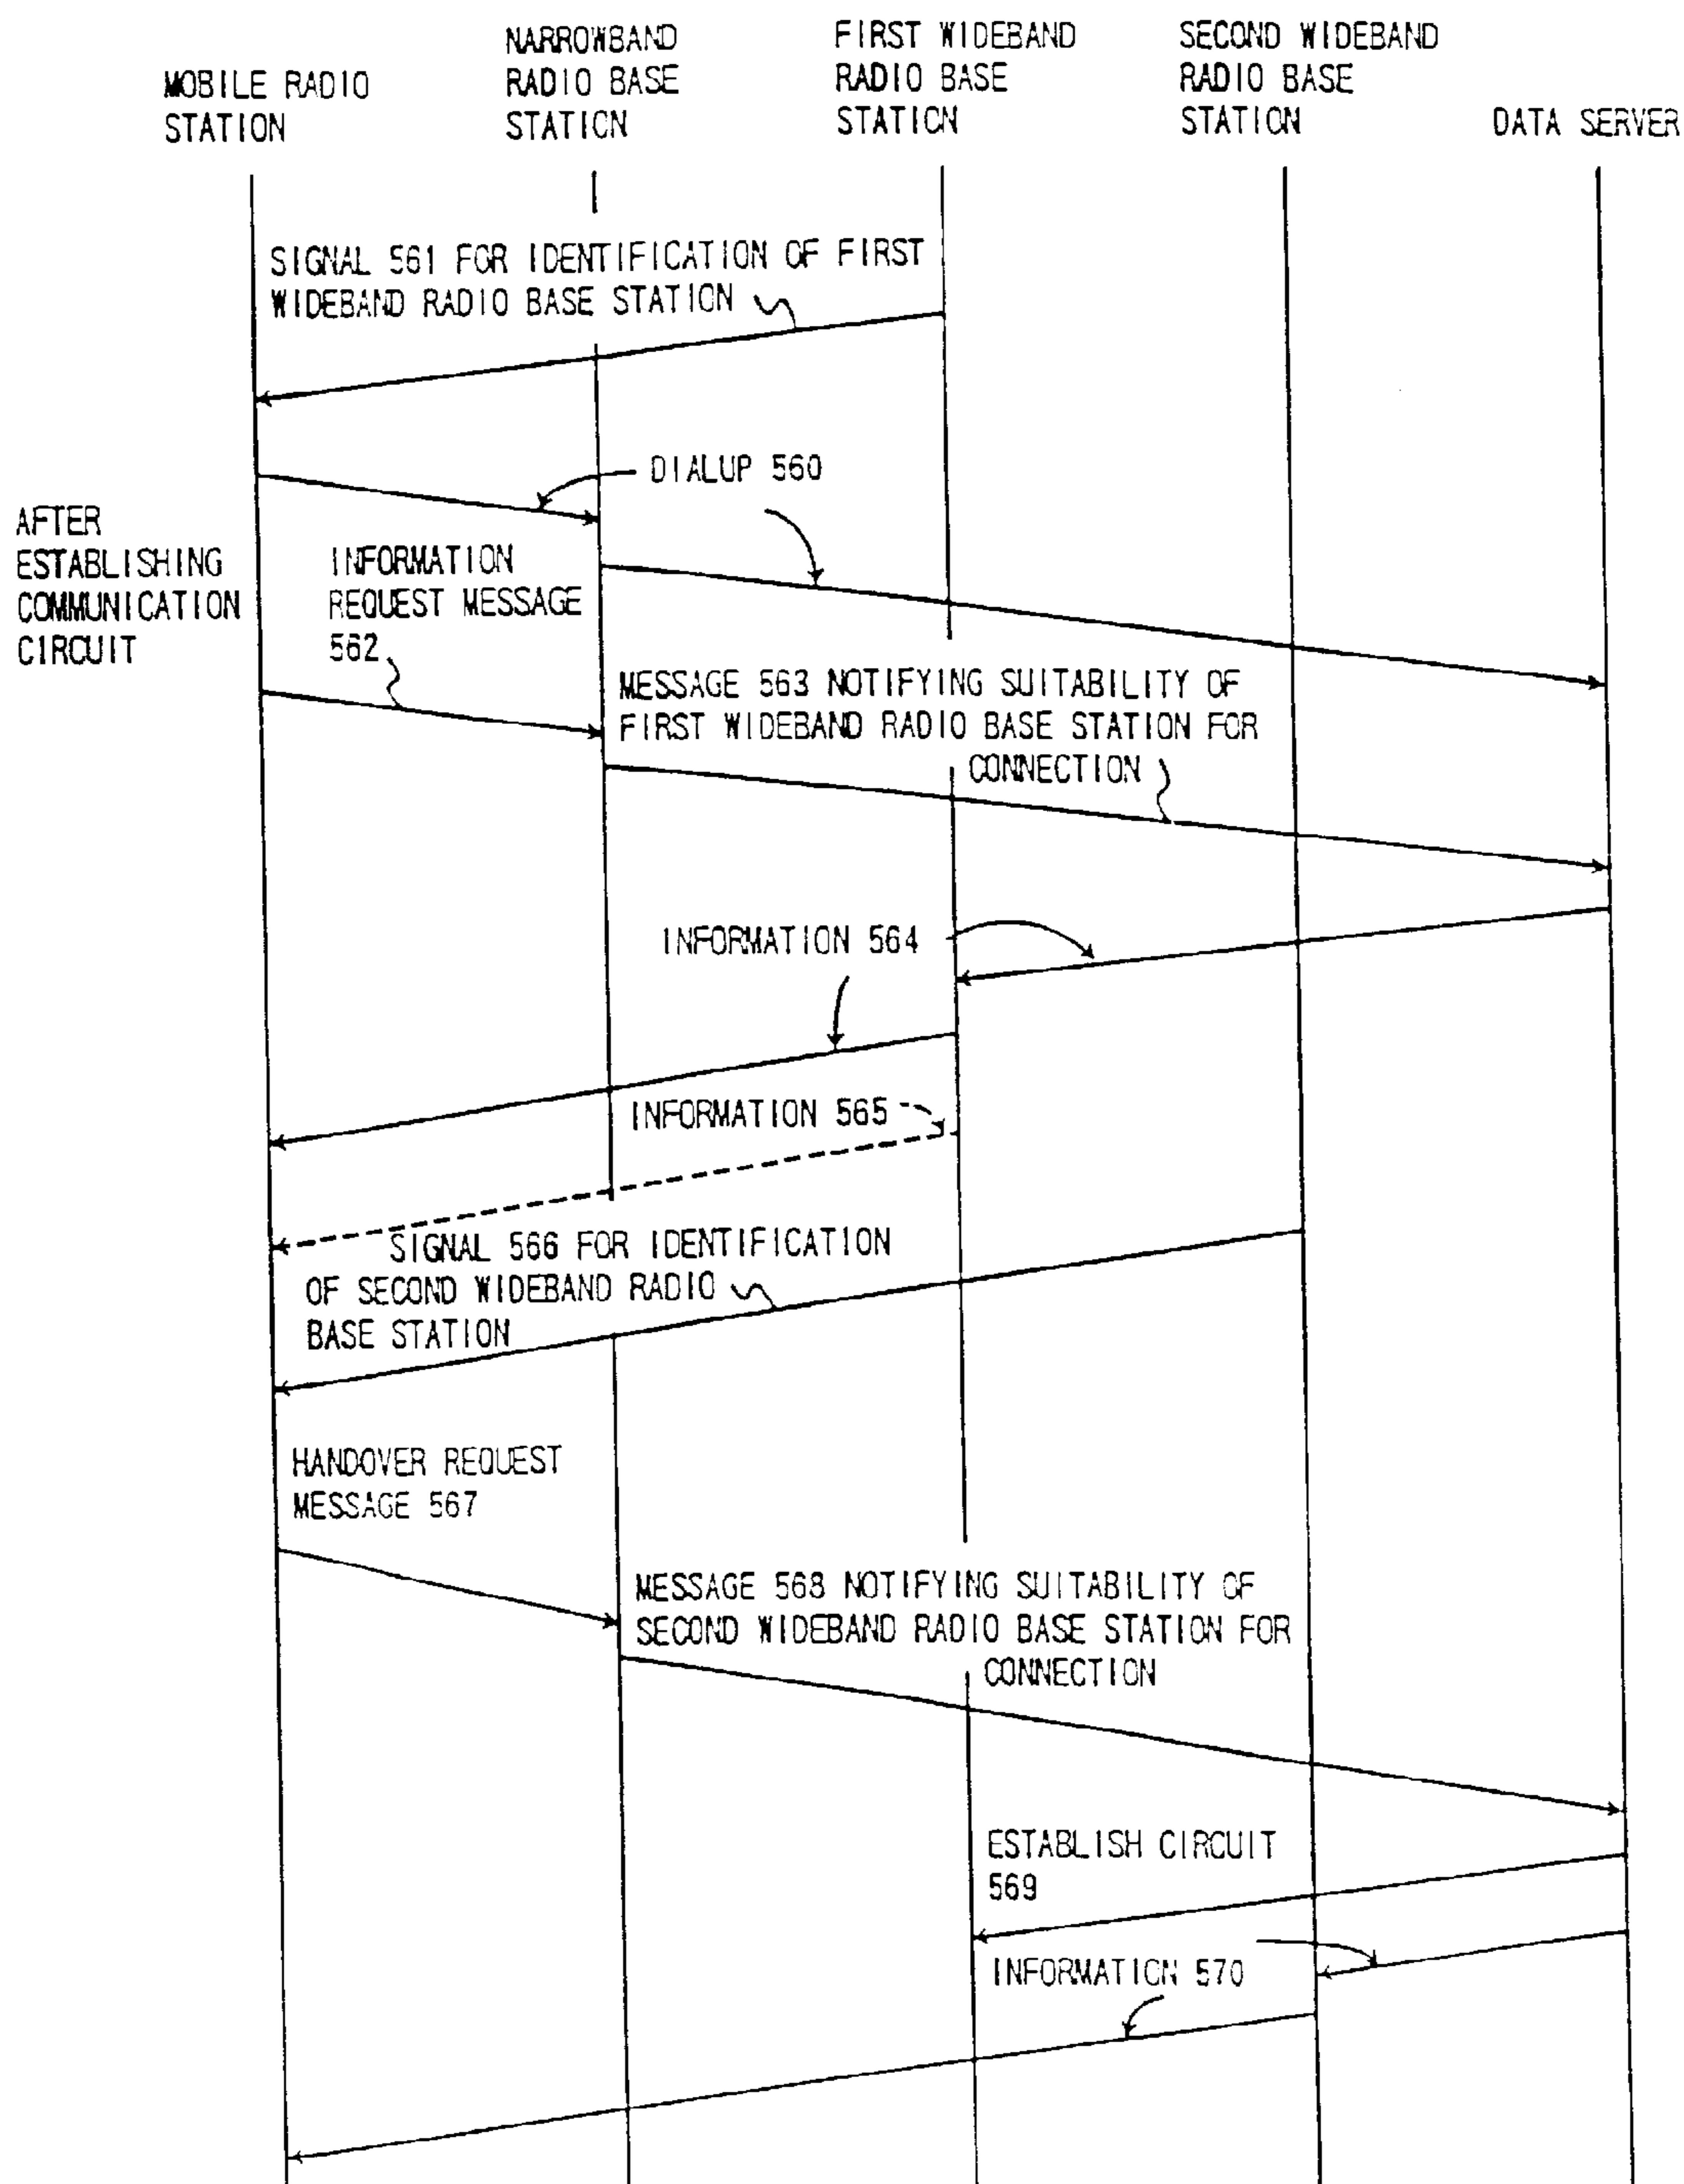 MOBILE RADIO
STATION
NARROWBAND
RADIO BASE
STATION
FIRST WIDEBAND
RADIO BASE
STATION
SECOND WIDEBAND
RADIO BASE
STATION
DATA SERVER
SIGNAL 561 FOR IDENTIFICATION OF FIRST
WIDEBAND RADIO BASE STATION
DIALUP 560
AFTER
ESTABLISHING
COMMUNICATION
CIRCUIT
INFORMATION
REQUEST MESSAGE
562
MESSAGE 563 NOTIFYING SUITABILITY OF
FIRST WIDEBAND RADIO BASE STATION FOR
CONNECTION
INFORMATION 564
INFORMATION 565
SIGNAL 566 FOR IDENTIFICATION
OF SECOND WIDEBAND RADIO
BASE STATION
HANDOVER REQUEST
MESSAGE 567
MESSAGE 568 NOTIFYING SUITABILITY OF
SECOND WIDEBAND RADIO BASE STATION FOR
CONNECTION
ESTABLISH CIRCUIT
569
INFORMATION 570